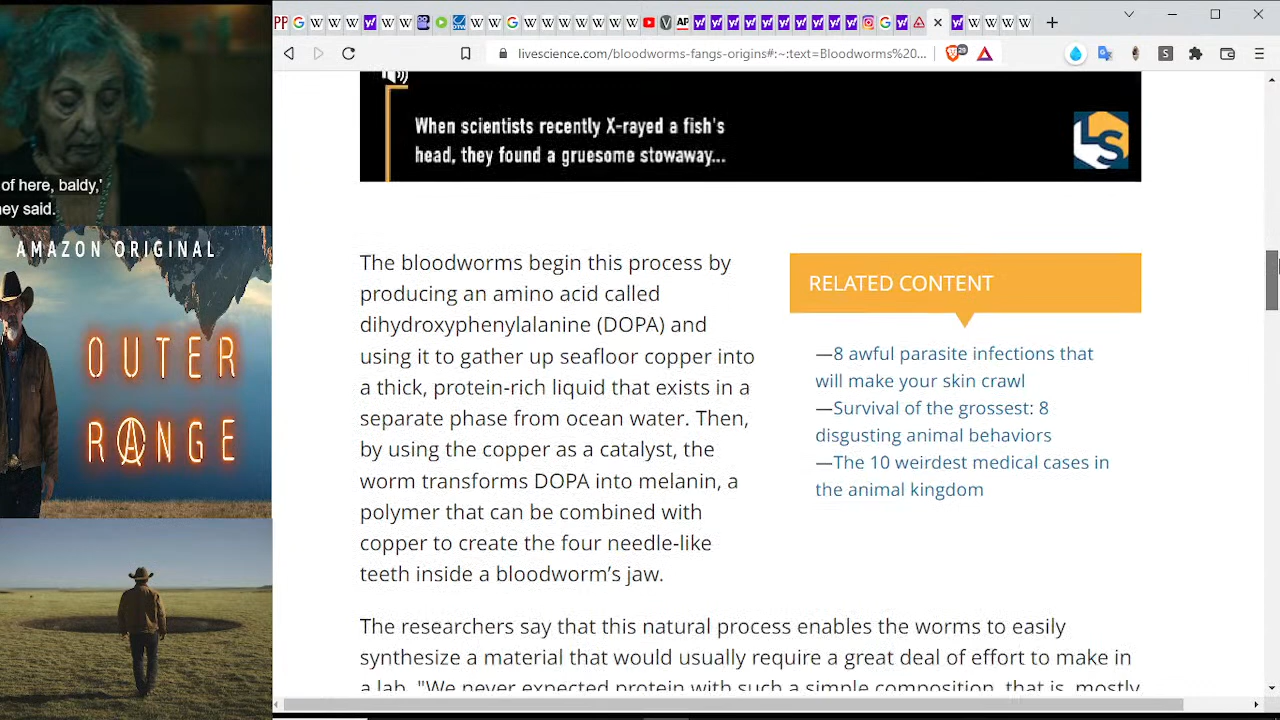 PP
livescience.com/bloodworms-fangs-origins#:~:text=Bloodworms%20...
of here, baldy,'
hey said.
AMAZON ORIGINAL
OUTER
RANGE
When scientists recently X-rayed a fish's
head, they found a gruesome stowaway...
LS
The bloodworms begin this process by
producing an amino acid called
dihydroxyphenylalanine (DOPA) and
using it to gather up seafloor copper into
a thick, protein-rich liquid that exists in a
separate phase from ocean water. Then,
by using the copper as a catalyst, the
worm transforms DOPA into melanin, a
polymer that can be combined with
copper to create the four needle-like
teeth inside a bloodworm’s jaw.
RELATED CONTENT
—8 awful parasite infections that
will make your skin crawl
—Survival of the grossest: 8
disgusting animal behaviors
—The 10 weirdest medical cases in
the animal kingdom
The researchers say that this natural process enables the worms to easily
synthesize a material that would usually require a great deal of effort to make in
a lab. "We never expected protein with such a simple composition, that is, mostly